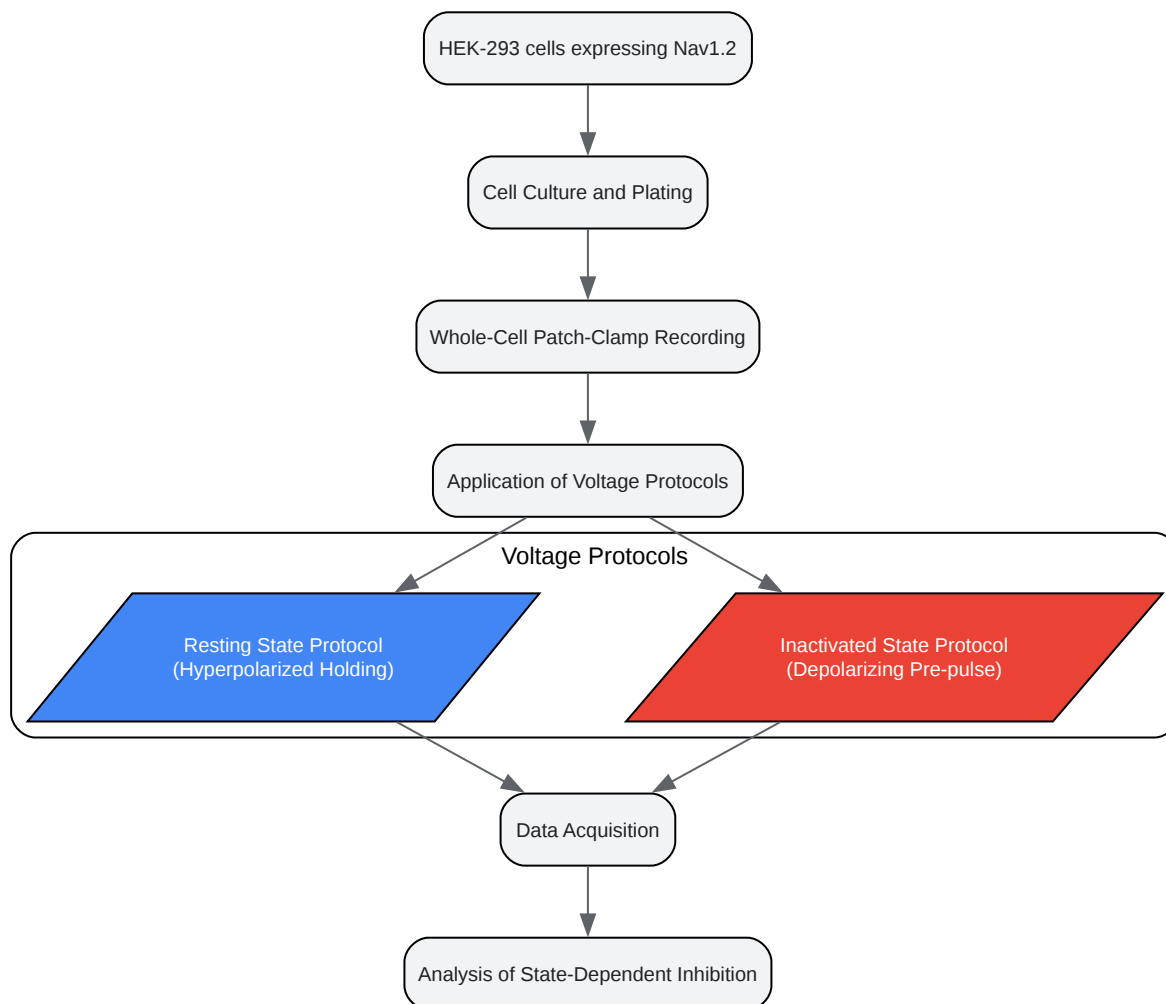 HEK-293 cells expressing Nav1.2
Cell Culture and Plating
Whole-Cell Patch-Clamp Recording
Application of Voltage Protocols
Voltage Protocols
Resting State Protocol
(Hyperpolarized Holding)
Inactivated State Protocol
(Depolarizing Pre-pulse)
Data Acquisition
Analysis of State-Dependent Inhibition